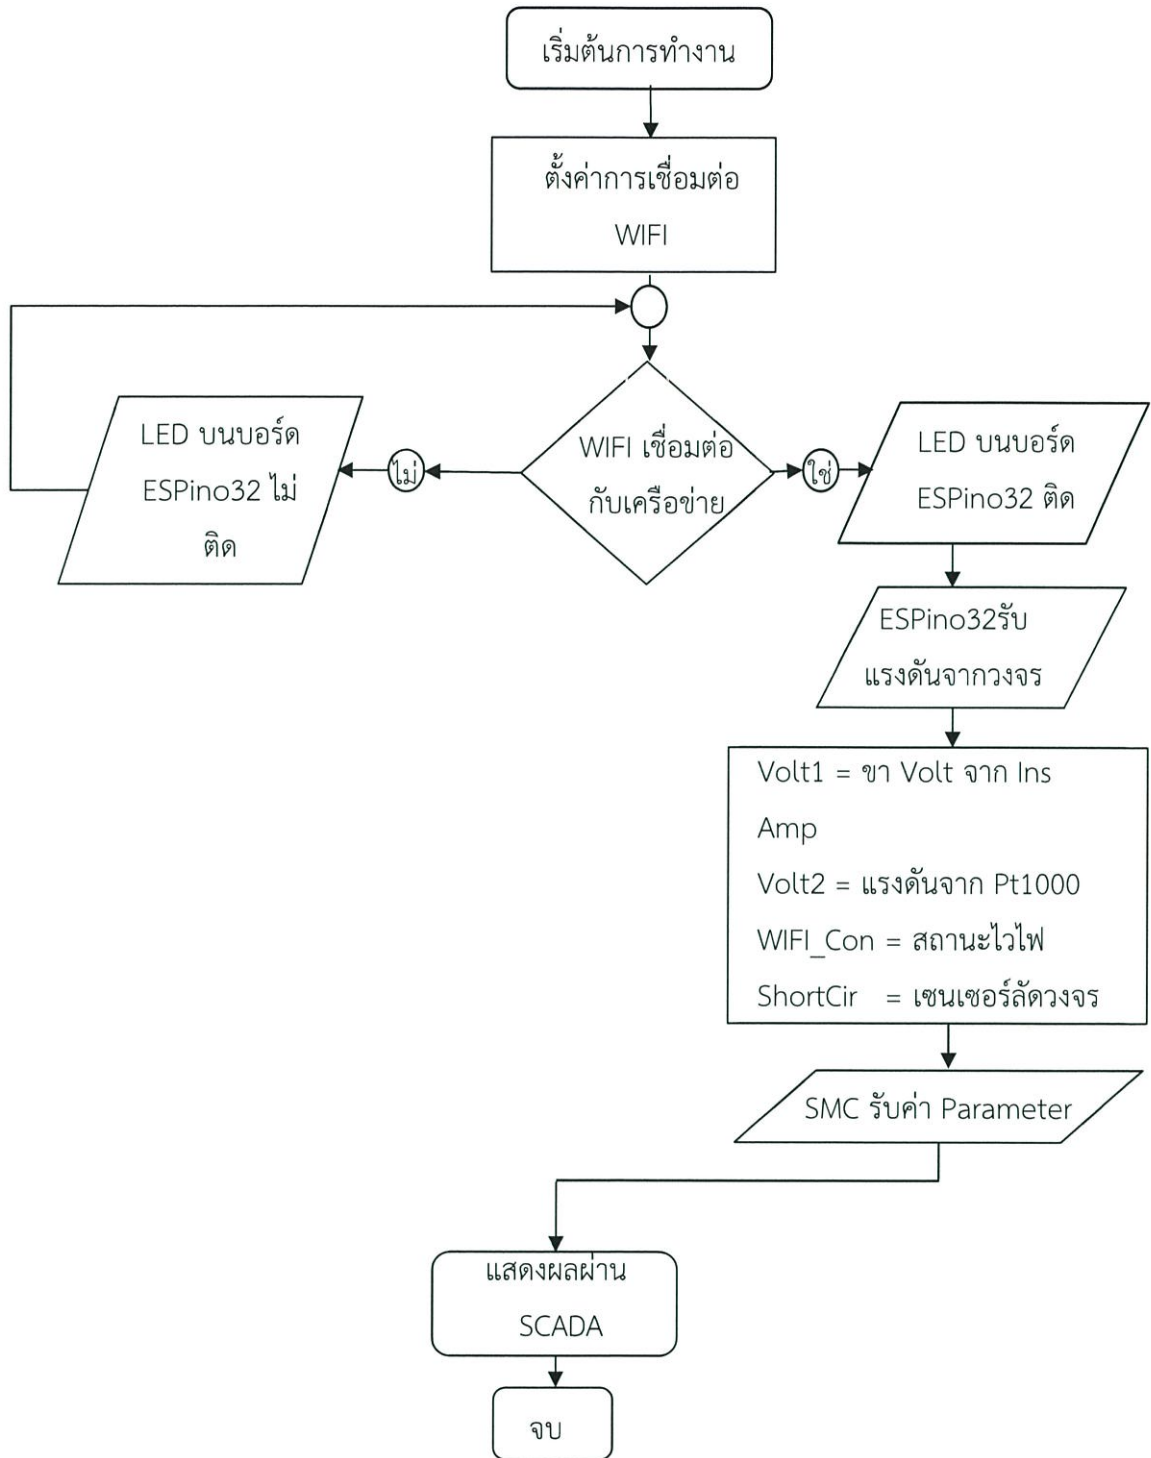 เริ่มต้นการทำงาน
ตั้งค่าการเชื่อมต่อ
WIFI
WIFI เชื่อมต่อ
กับเครือข่าย
ไม่
LED บนบอร์ด
ESPino32 ไม่
ติด
ใช่
LED บนบอร์ด
ESPino32 ติด
ESPino32รับ
แรงดันจากวงจร
Volt1 = ขา Volt จาก Ins
Amp
Volt2 = แรงดันจาก Pt1000
WIFI_Con = สถานะไวไฟ
ShortCir = เซนเซอร์ลัดวงจร
SMC รับค่า Parameter
แสดงผลผ่าน
SCADA
จบ